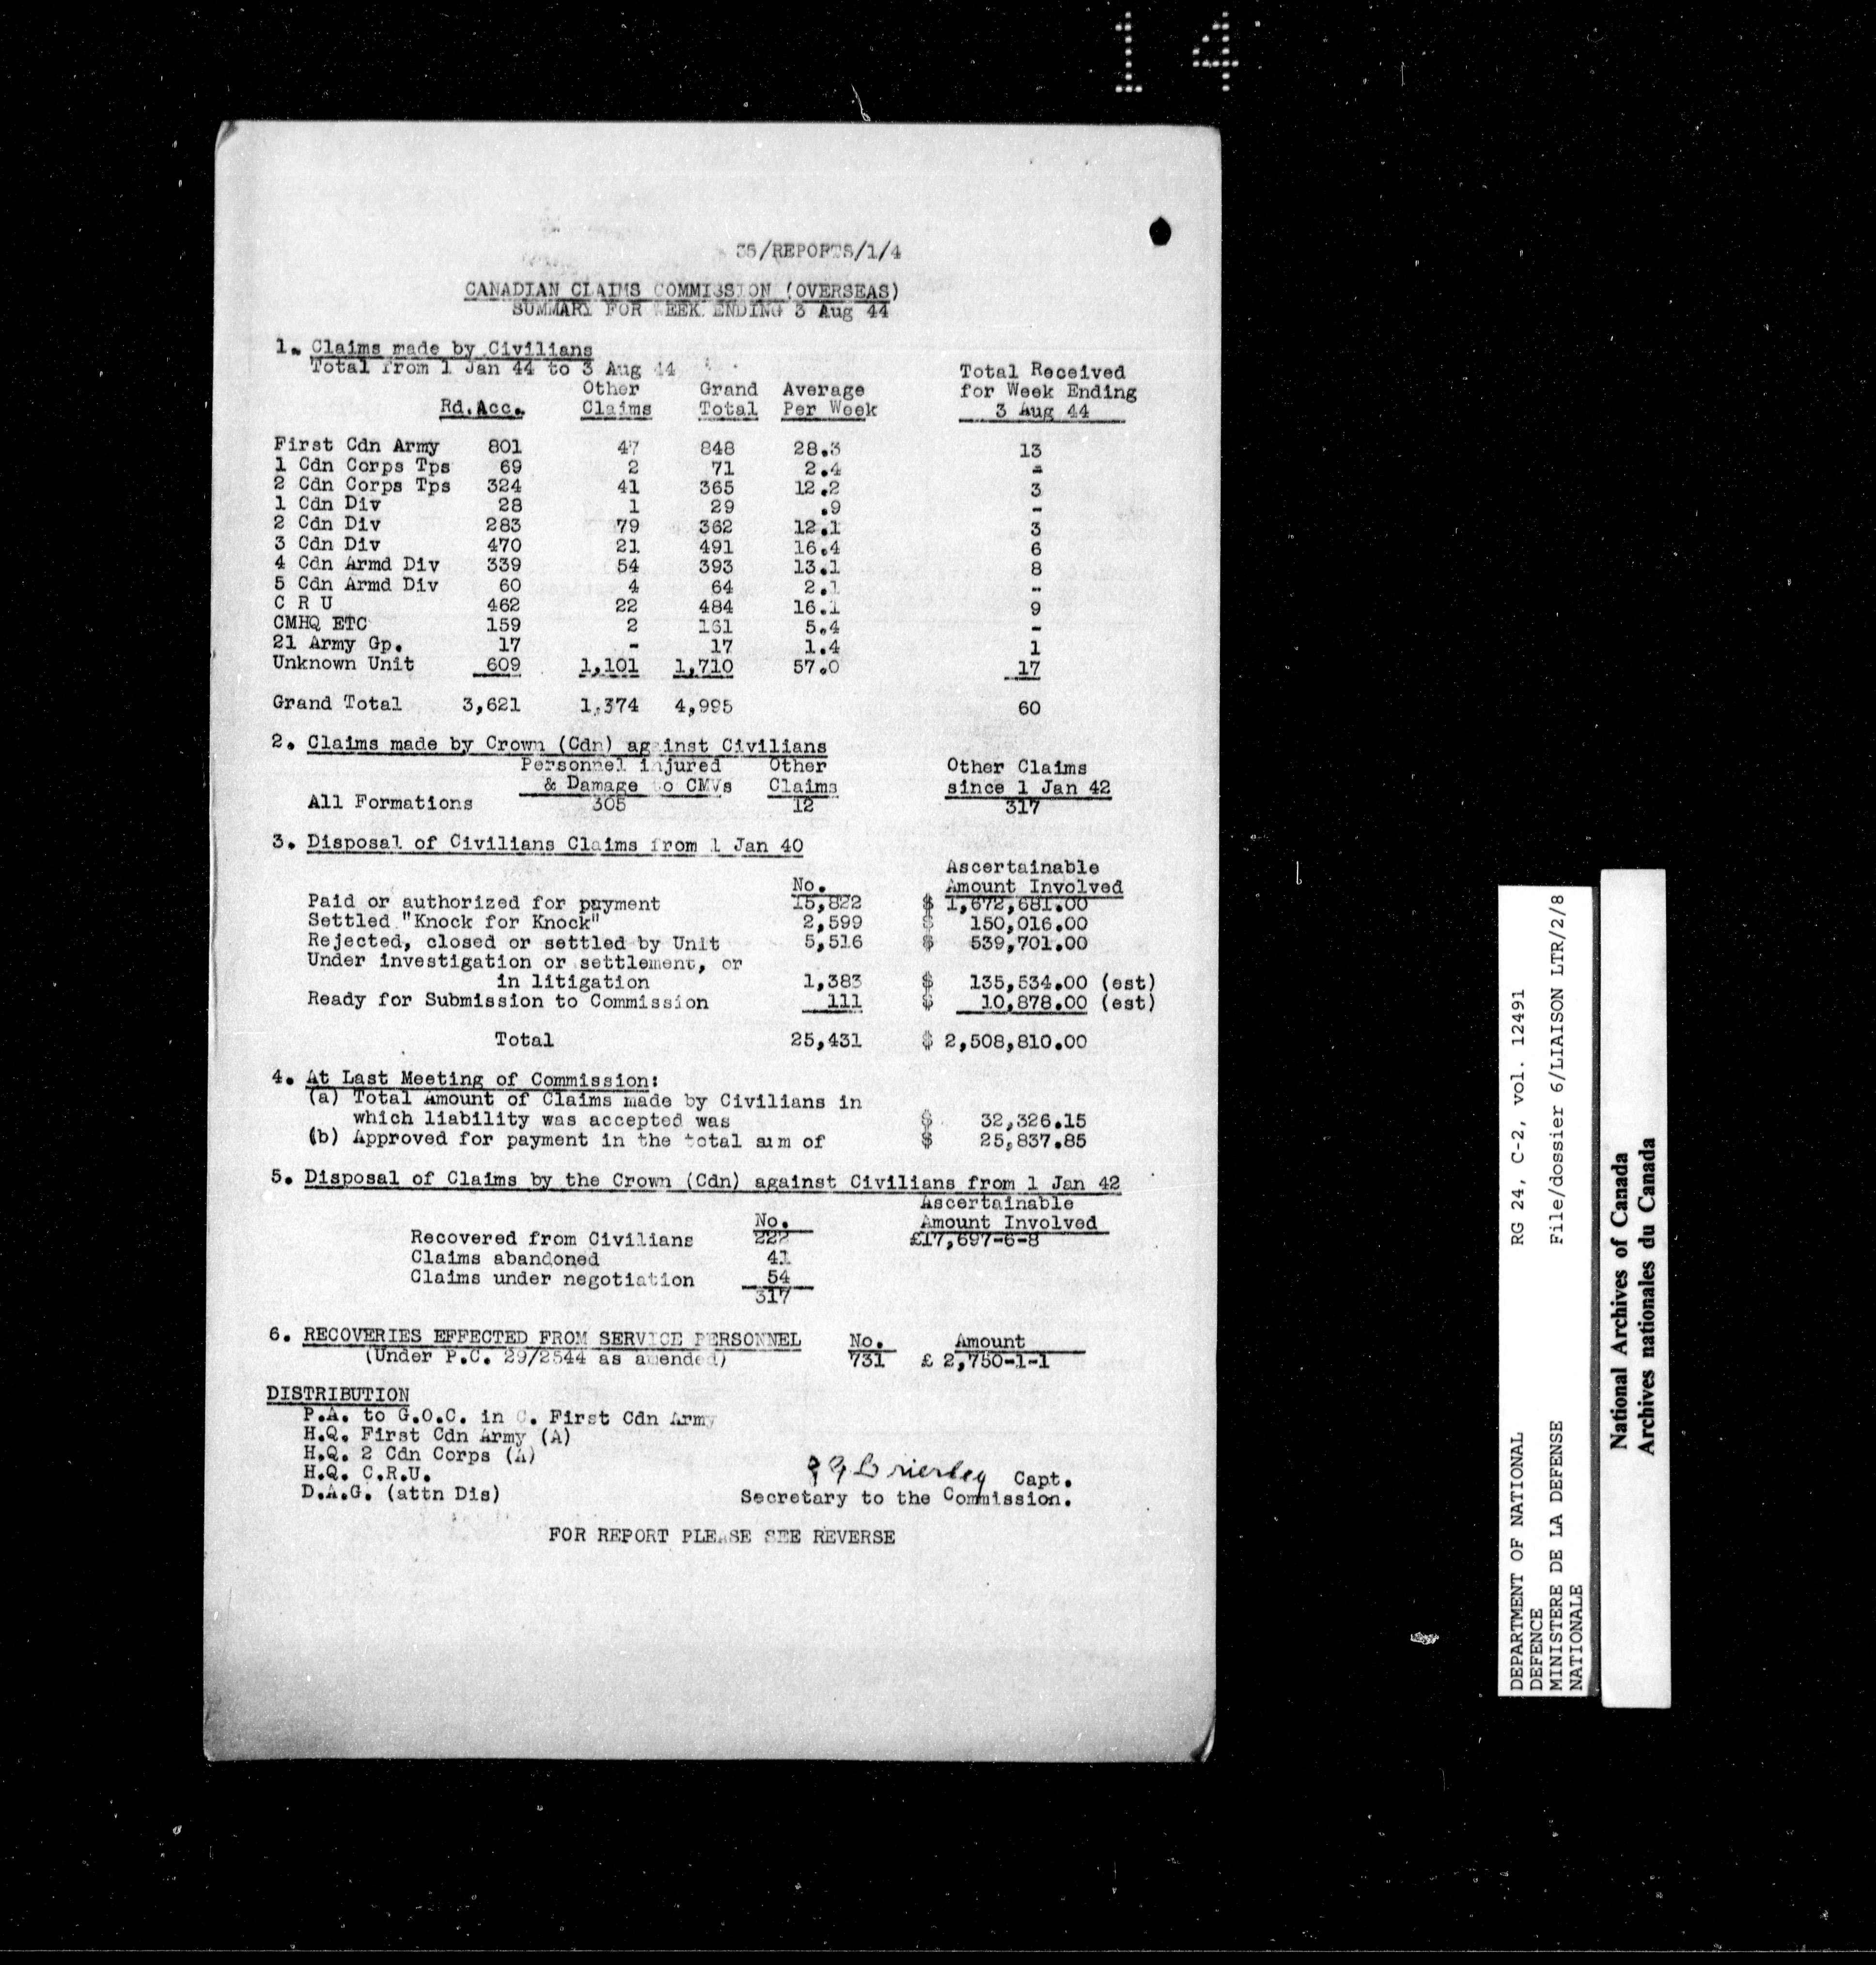 14
35/REPORTS/1/4
CANADIAN CLAIMS COMMISSION (OVERSEAS)
SUMMARY FOR WEEK ENDING 3 Aug 44
1. Claims made by Civilians
Total from 1 Jan 44 to 3 Aug 44
Total Received
Other Grand Average for Week Ending
Rd.Acc. Claims Total Per Week 3 Aug 44
First Cdn Army 801 47 848 28.3 13
1 Cdn Corps Tps 69 2 71 2.4 -
2 Cdn Corps Tps 324 41 365 12.2 3
1 Cdn Div 28 1 29 .9 -
2 Cdn Div 283 79 362 12.1 3
3 Cdn Div 470 21 491 16.4 6
4 Cdn Armd Div 339 54 393 13.1 8
5 Cdn Armd Div 60 4 64 2.1 -
C R U 462 22 484 16.1 9
CMHQ ETC 159 2 161 5.4 -
21 Army Gp. 17 - 17 1.4 1
Unknown Unit 609 1,101 1,710 57.0 17
Grand Total 3,621 1,374 4,995 60
2. Claims made by Crown (Cdn) against Civilians
Personnel injured Other Other Claims
& Damage to CMVs Claims since 1 Jan 42
All Formations 305 12 317
3. Disposal of Civilians Claims from 1 Jan 40
Ascertainable
No. Amount Involved
Paid or authorized for payment 15,822 $ 1,672,681.00
Settled "Knock for Knock" 2,599 $ 150,016.00
Rejected, closed or settled by Unit 5,516 $ 539,701.00
Under investigation or settlement, or
in litigation 1,383 $ 135,534.00 (est)
Ready for Submission to Commission 111 $ 10,878.00 (est)
Total 25,431 $ 2,508,810.00
4. At Last Meeting of Commission:
(a) Total Amount of Claims made by Civilians in
which liability was accepted was $ 32,326.15
(b) Approved for payment in the total sum of $ 25,837.85
5. Disposal of Claims by the Crown (Cdn) against Civilians from 1 Jan 42
Ascertainable
No. Amount Involved
Recovered from Civilians 222 £17,697-6-8
Claims abandoned 41
Claims under negotiation 54
317
6. RECOVERIES EFFECTED FROM SERVICE PERSONNEL No. Amount
(Under P.C. 29/2544 as amended) 731 £ 2,750-1-1
DISTRIBUTION
P.A. to G.O.C. in C. First Cdn Army
H.Q. First Cdn Army (A)
H.Q. 2 Cdn Corps (A)
H.Q. C.R.U.
D.A.G. (attn Dis)
Brierley Capt.
Secretary to the Commission.
FOR REPORT PLEASE SEE REVERSE
DEPARTMENT OF NATIONAL RG 24, C-2, vol. 12491
DEFENCE
MINISTERE DE LA DEFENSE File/dossier 6/LIAISON LTR/2/8
NATIONALE
National Archives of Canada
Archives nationales du Canada